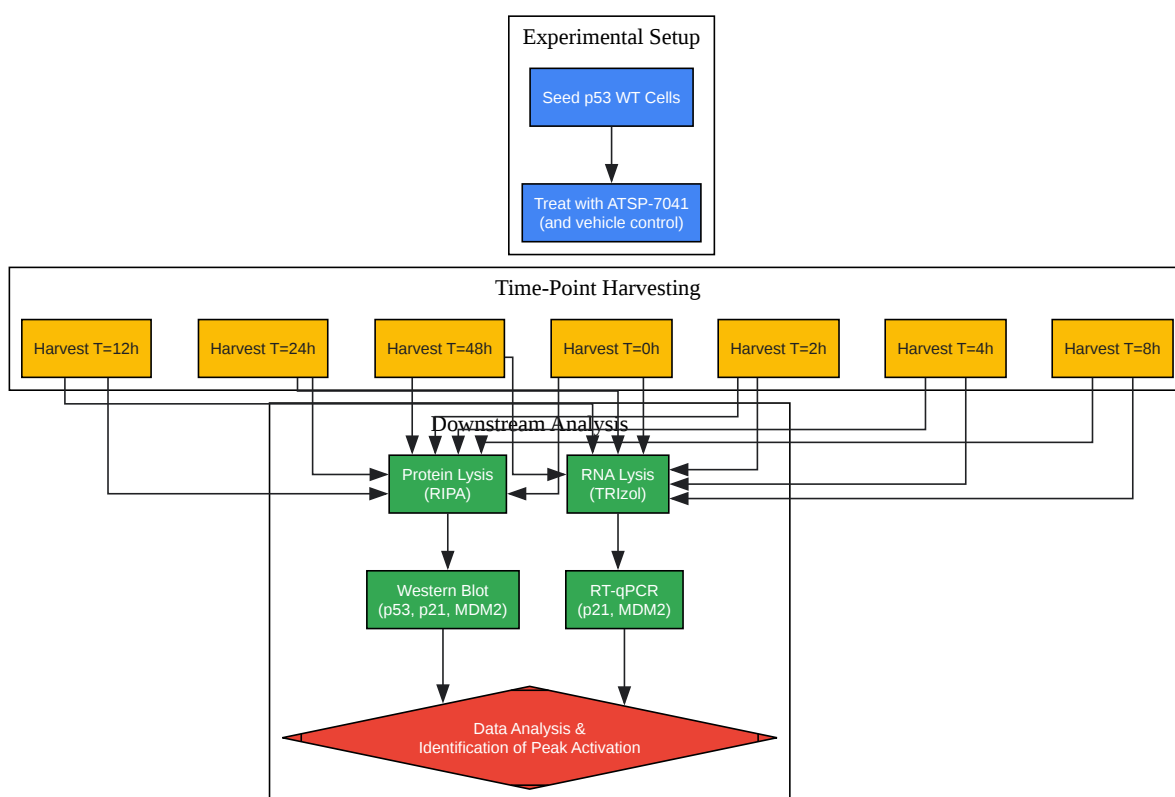 Experimental Setup
Seed p53 WT Cells
Treat with ATSP-7041
(and vehicle control)
Time-Point Harvesting
Harvest T=12h
Harvest T=24h
Harvest T=48h
Harvest T=0h
Harvest T=2h
Harvest T=4h
Harvest T=8h
Downstream Analysis
Protein Lysis
(RIPA)
RNA Lysis
(TRIzol)
Western Blot
(p53, p21, MDM2)
RT-qPCR
(p21, MDM2)
Data Analysis &
Identification of Peak Activation